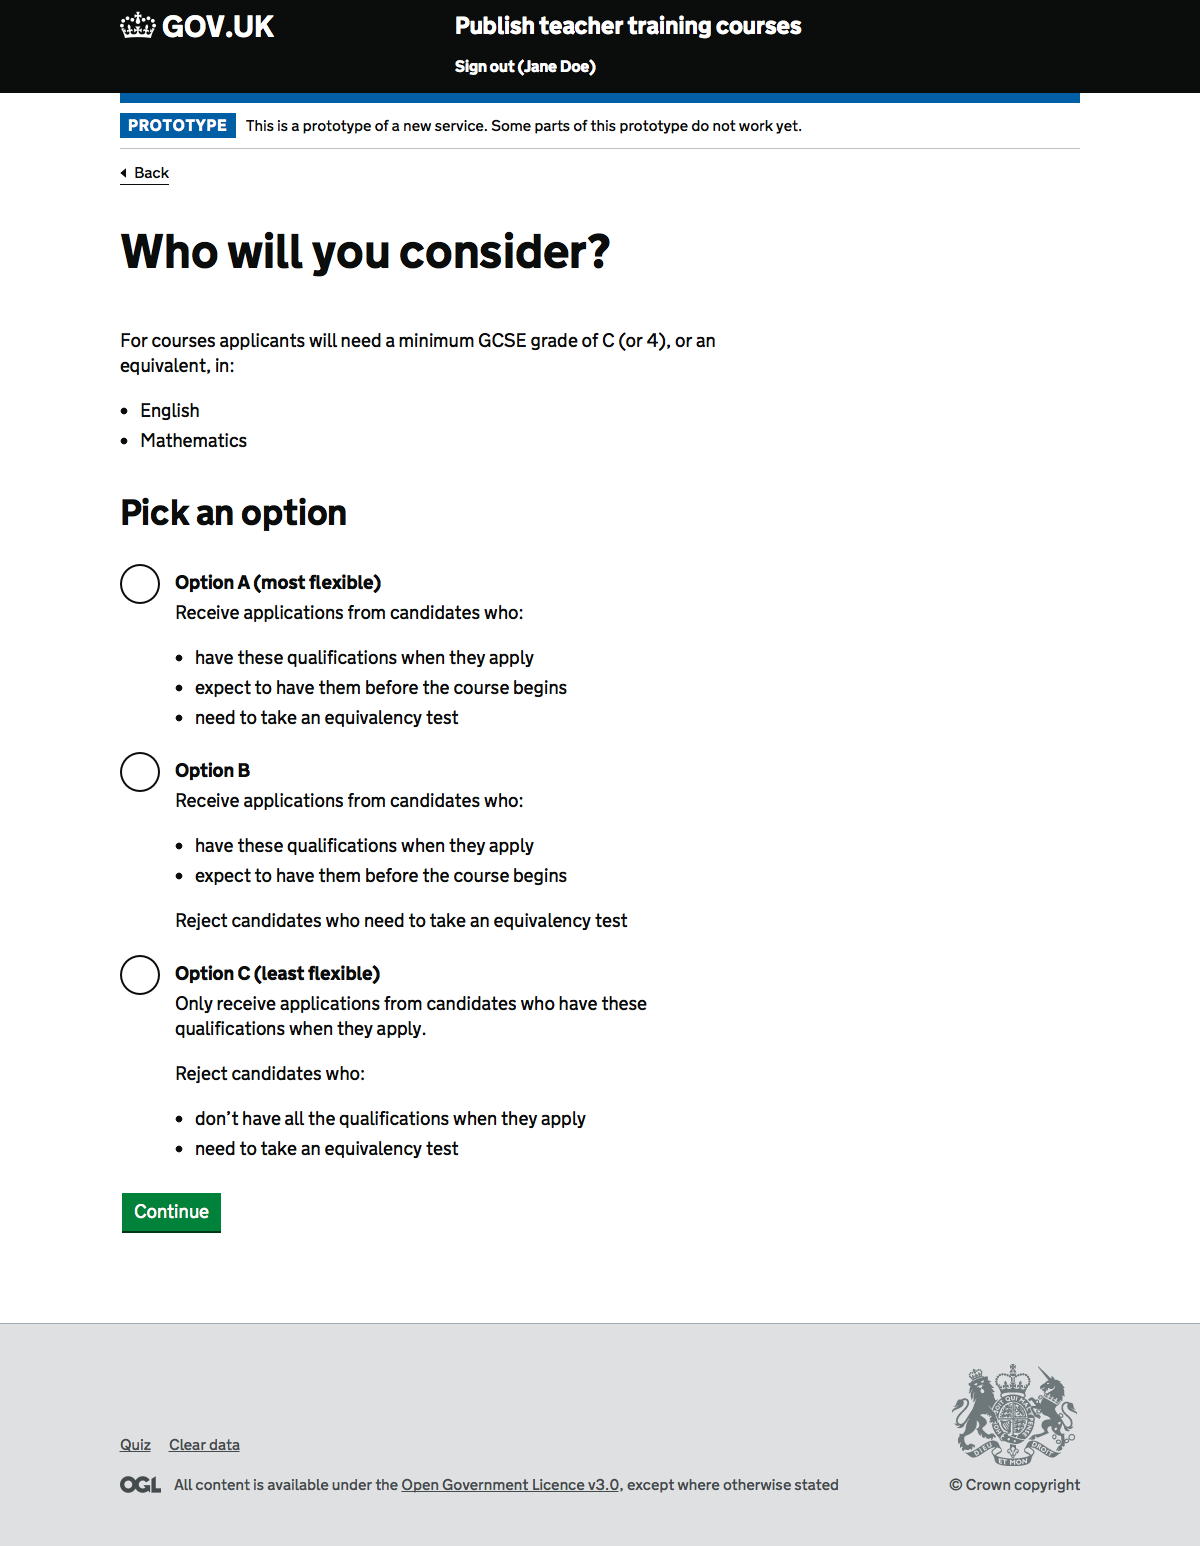 GOV.UK
Publish teacher training courses
Sign out (Jane Doe)
PROTOTYPE This is a prototype of a new service. Some parts of this prototype do not work yet.
Back
Who will you consider?
For courses applicants will need a minimum GCSE grade of C (or 4), or an
equivalent, in:
• English
• Mathematics
Pick an option
Option A (most flexible)
Receive applications from candidates who:
• have these qualifications when they apply
• expect to have them before the course begins
• need to take an equivalency test
Option B
Receive applications from candidates who:
• have these qualifications when they apply
• expect to have them before the course begins
Reject candidates who need to take an equivalency test
Option C (least flexible)
Only receive applications from candidates who have these
qualifications when they apply.
Reject candidates who:
• don’t have all the qualifications when they apply
• need to take an equivalency test
Continue
Quiz Clear data
OGL All content is available under the Open Government Licence v3.0, except where otherwise stated
DIEU ET MON DROIT
© Crown copyright